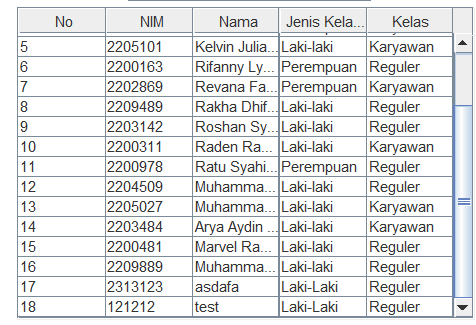 No NIM Nama Jenis Kela... Kelas
5 2205101 Kelvin Julia... Laki-laki Karyawan
6 2200163 Rifanny Ly... Perempuan Reguler
7 2202869 Revana Fa... Perempuan Karyawan
8 2209489 Rakha Dhif... Laki-laki Reguler
9 2203142 Roshan Sy... Laki-laki Reguler
10 2200311 Raden Ra... Laki-laki Karyawan
11 2200978 Ratu Syahi... Perempuan Reguler
12 2204509 Muhamma... Laki-laki Reguler
13 2205027 Muhamma... Laki-laki Karyawan
14 2203484 Arya Aydin ... Laki-laki Karyawan
15 2200481 Marvel Ra... Laki-laki Reguler
16 2209889 Muhamma... Laki-laki Reguler
17 2313123 asdafa Laki-Laki Reguler
18 121212 test Laki-Laki Reguler